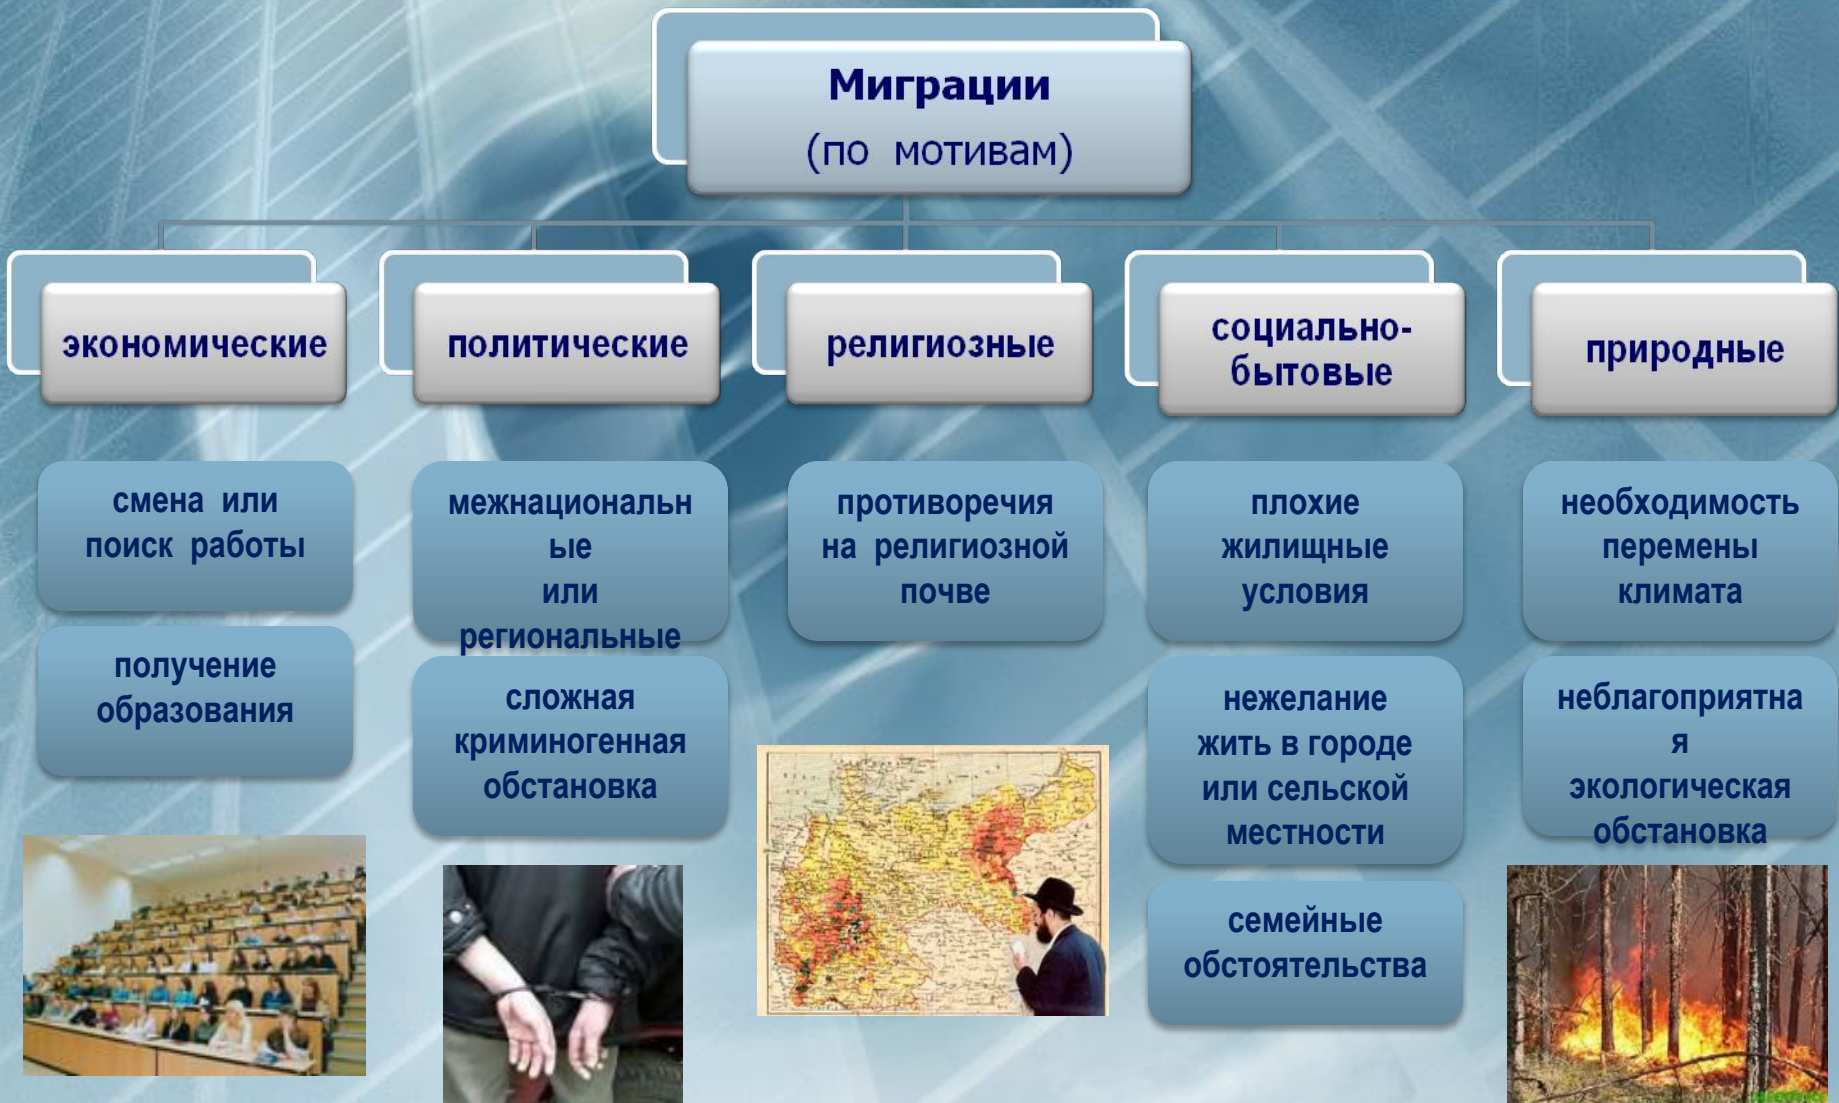 Миграции
(по мотивам)
экономические
политические
религиозные
социально-
бытовые
природные
смена или
поиск работы
получение
образования
межнациональн
ые
или
региональные
сложная
криминогенная
обстановка
противоречия
на религиозной
почве
плохие
жилищные
условия
нежелание
жить в городе
или сельской
местности
семейные
обстоятельства
необходимость
перемены
климата
неблагоприятна
я
экологическая
обстановка